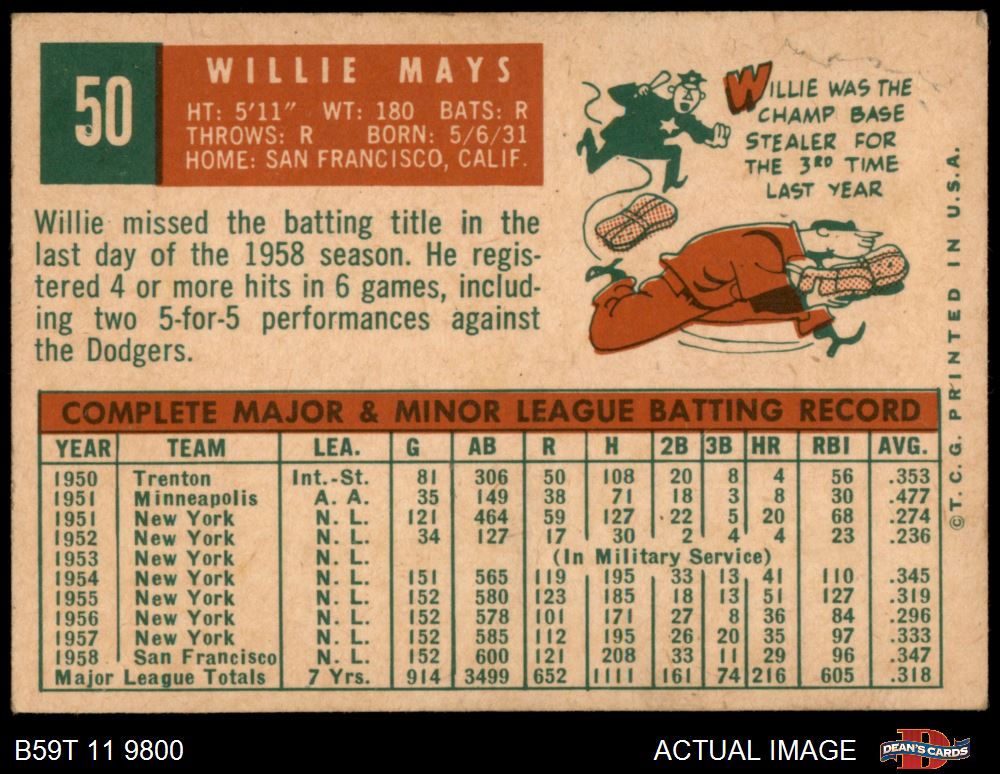 50
WILLIE MAYS
HT: 5'11" WT: 180 BATS: R
THROWS: R BORN: 5/6/31
HOME: SAN FRANCISCO, CALIF.
WILLIE WAS THE
CHAMP BASE
STEALER FOR
THE 3RD TIME
LAST YEAR
Willie missed the batting title in the
last day of the 1958 season. He regis-
tered 4 or more hits in 6 games, includ-
ing two 5-for-5 performances against
the Dodgers.
COMPLETE MAJOR & MINOR LEAGUE BATTING RECORD
YEAR TEAM LEA. G AB R H 2B 3B HR RBI AVG.
1950 Trenton Int.-St. 81 306 50 108 20 8 4 56 .353
1951 Minneapolis A. A. 35 149 38 71 18 3 8 30 .477
1951 New York N. L. 121 464 59 127 22 5 20 68 .274
1952 New York N. L. 34 127 17 30 2 4 4 23 .236
1953 New York N. L. (In Military Service)
1954 New York N. L. 151 565 119 195 33 13 41 110 .345
1955 New York N. L. 152 580 123 185 18 13 51 127 .319
1956 New York N. L. 152 578 101 171 27 8 36 84 .296
1957 New York N. L. 152 585 112 195 26 20 35 97 .333
1958 San Francisco N. L. 152 600 121 208 33 11 29 96 .347
Major League Totals 7 Yrs. 914 3499 652 1111 161 74 216 605 .318
©T. C. G. PRINTED IN U.S.A.
B59T 11 9800
ACTUAL IMAGE
DEAN'S CARDS